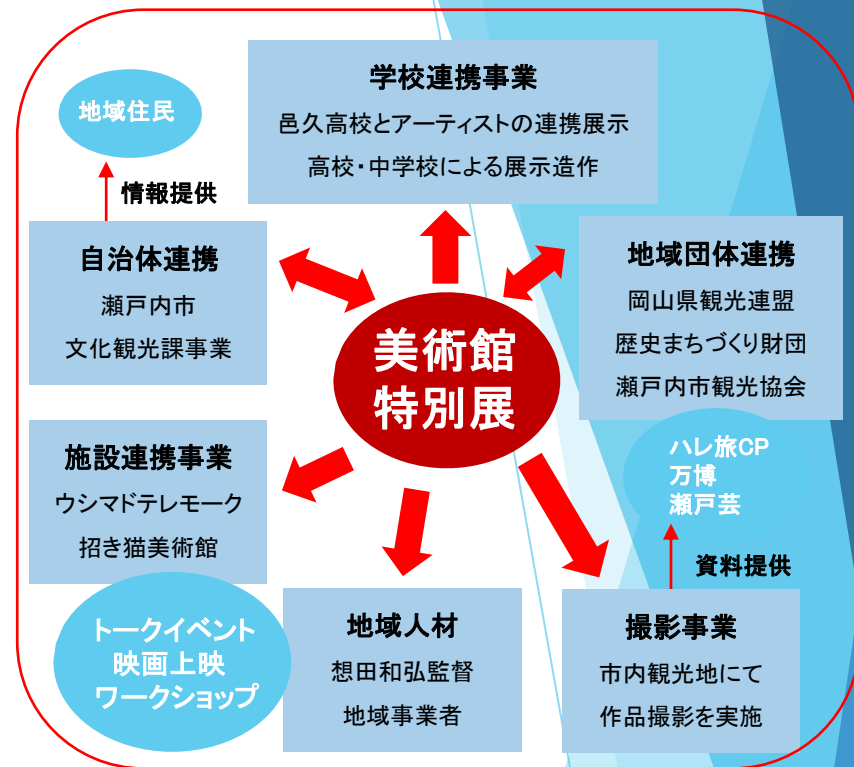 学校連携事業
邑久高校とアーティストの連携展示
高校・中学校による展示造作
地域住民
情報提供
自治体連携
瀬戸内市
文化観光課事業
地域団体連携
岡山県観光連盟
歴史まちづくり財団
瀬戸内市観光協会
美術館
特別展
ハレ旅CP
万博
瀬戸芸
資料提供
施設連携事業
ウシマドテレモーク
招き猫美術館
トークイベント
映画上映
ワークショップ
地域人材
想田和弘監督
地域事業者
撮影事業
市内観光地にて
作品撮影を実施